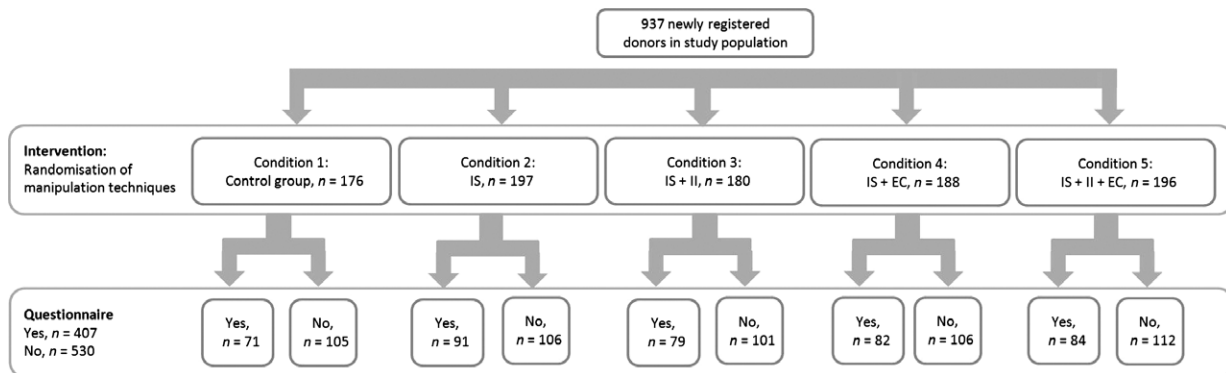 937 newly registered
donors in study population
Intervention:
Randomisation of
manipulation techniques
Condition 1:
Control group, n = 176
Condition 2:
IS, n = 197
Condition 3:
IS + II, n = 180
Condition 4:
IS + EC, n = 188
Condition 5:
IS + II + EC, n = 196
Questionnaire
Yes, n = 407
No, n = 530
Yes,
n = 71
No,
n = 105
Yes,
n = 91
No,
n = 106
Yes,
n = 79
No,
n = 101
Yes,
n = 82
No,
n = 106
Yes,
n = 84
No,
n = 112